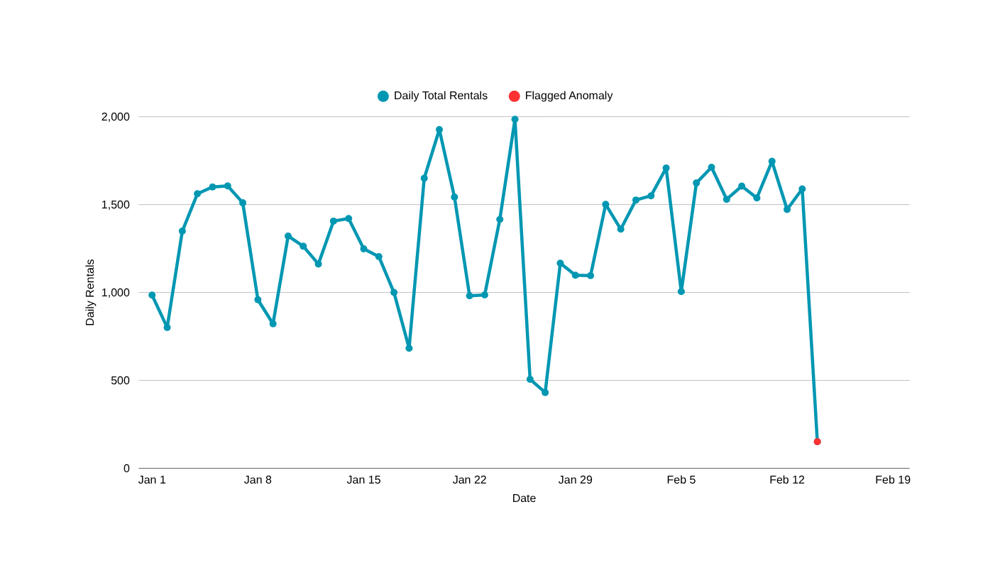 Daily Total Rentals Flagged Anomaly
2,000
1,500
1,000
500
0
Daily Rentals
Jan 1 Jan 8 Jan 15 Jan 22 Jan 29 Feb 5 Feb 12 Feb 19
Date